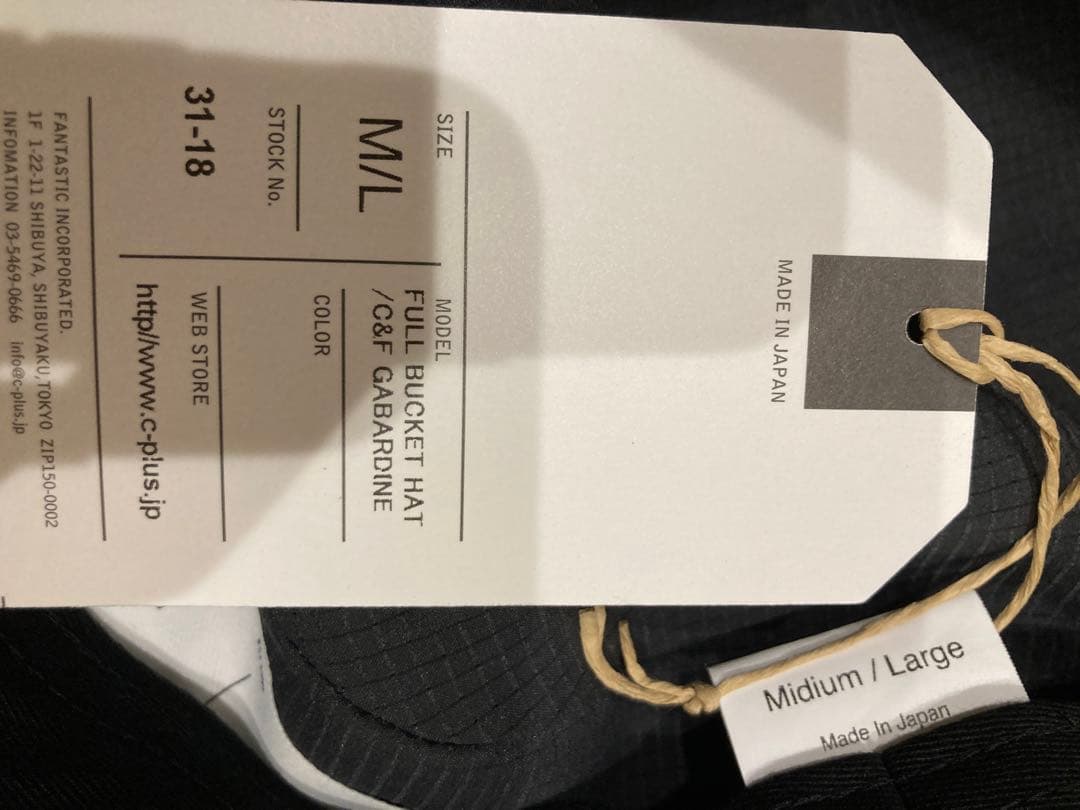 MADE IN JAPAN
SIZE
M/L
MODEL
FULL BUCKET HAT
/C&F GABARDINE
STOCK No.
31-18
COLOR
WEB STORE
http//www.c-plus.jp
FANTASTIC INCORPORATED.
1F 1-22-11 SHIBUYA, SHIBUYAKU,TOKYO ZIP150-0002
INFOMATION 03-5469-0666 info@c-plus.jp
Midium / Large
Made In Japan